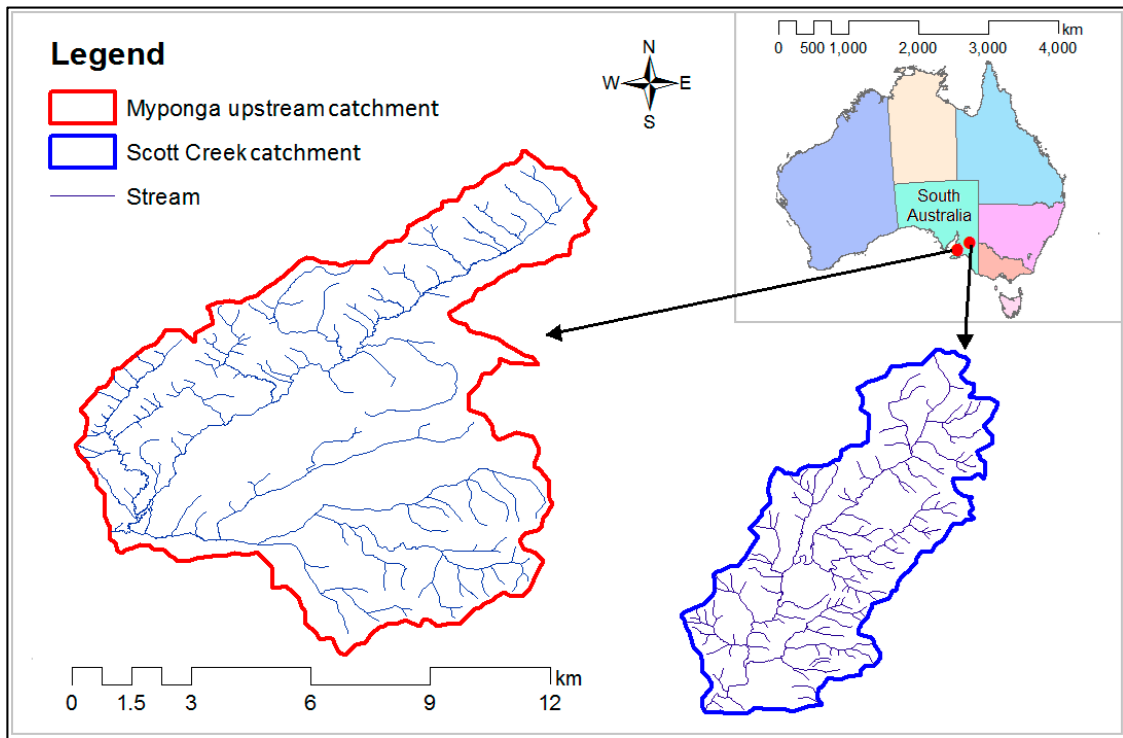 Legend
Myponga upstream catchment
Scott Creek catchment
Stream
N
W E
S
km
0 500 1,000 2,000 3,000 4,000
South
Australia
km
0 1.5 3 6 9 12